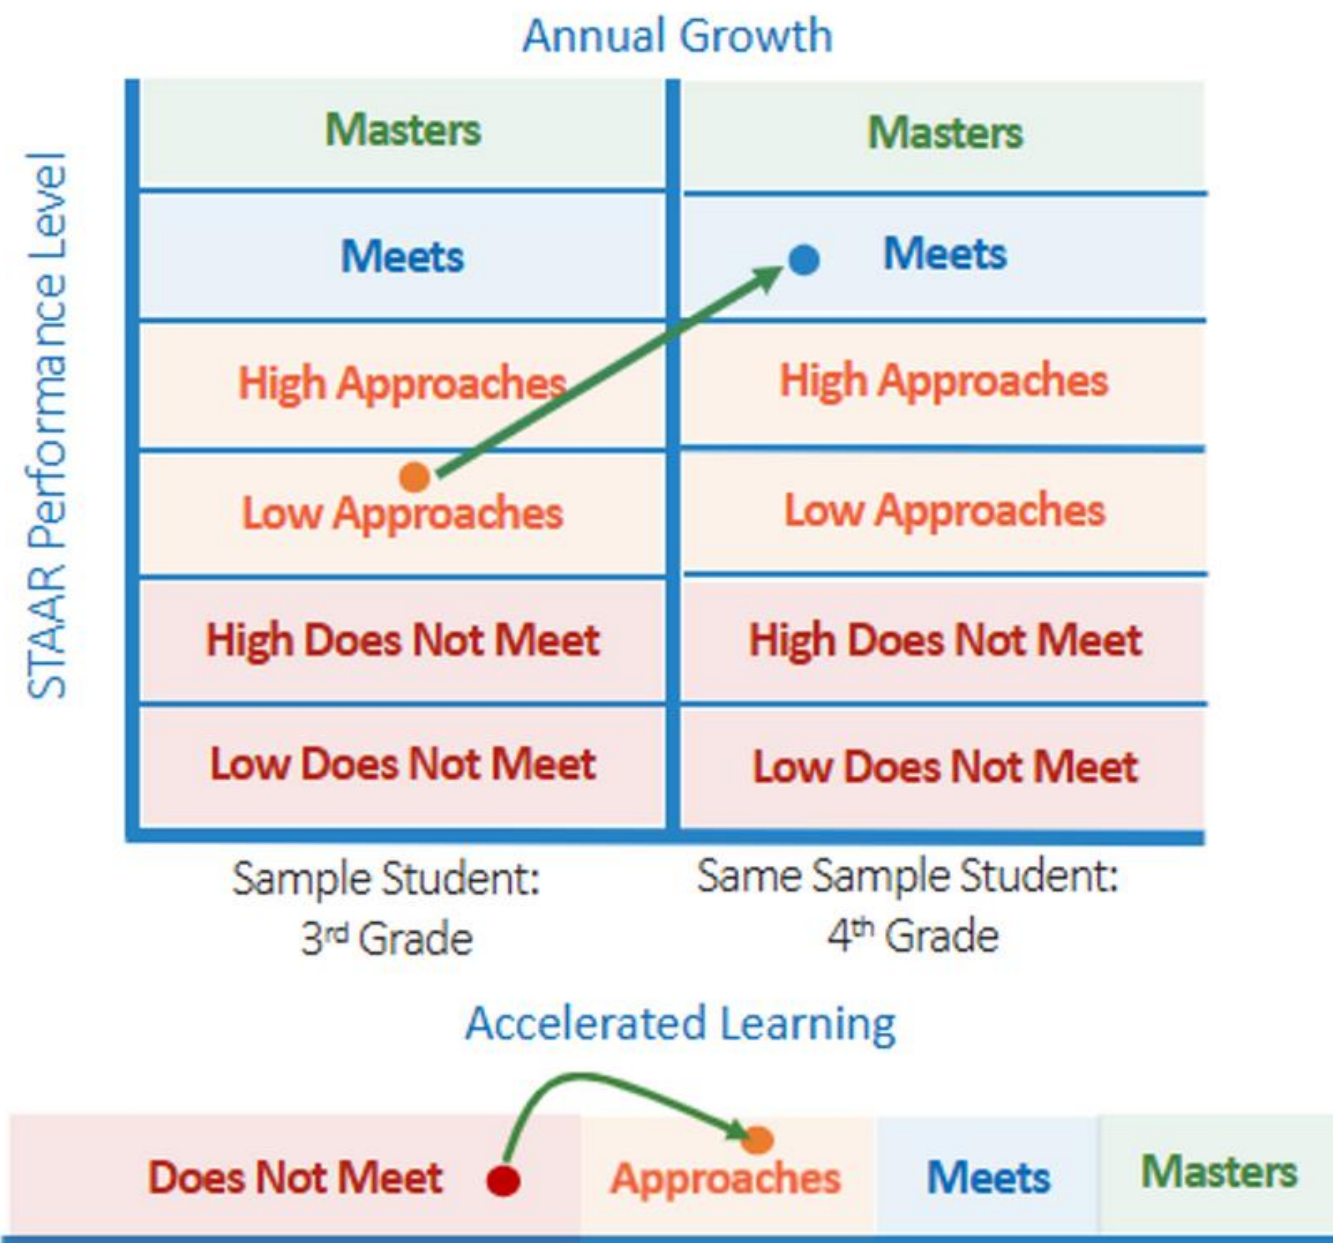 Annual Growth
STAAR Performance Level
Masters
Masters
Meets
Meets
High Approaches
High Approaches
Low Approaches
Low Approaches
High Does Not Meet
High Does Not Meet
Low Does Not Meet
Low Does Not Meet
Sample Student:
3rd Grade
Same Sample Student:
4th Grade
Accelerated Learning
Does Not Meet
Approaches
Meets
Masters